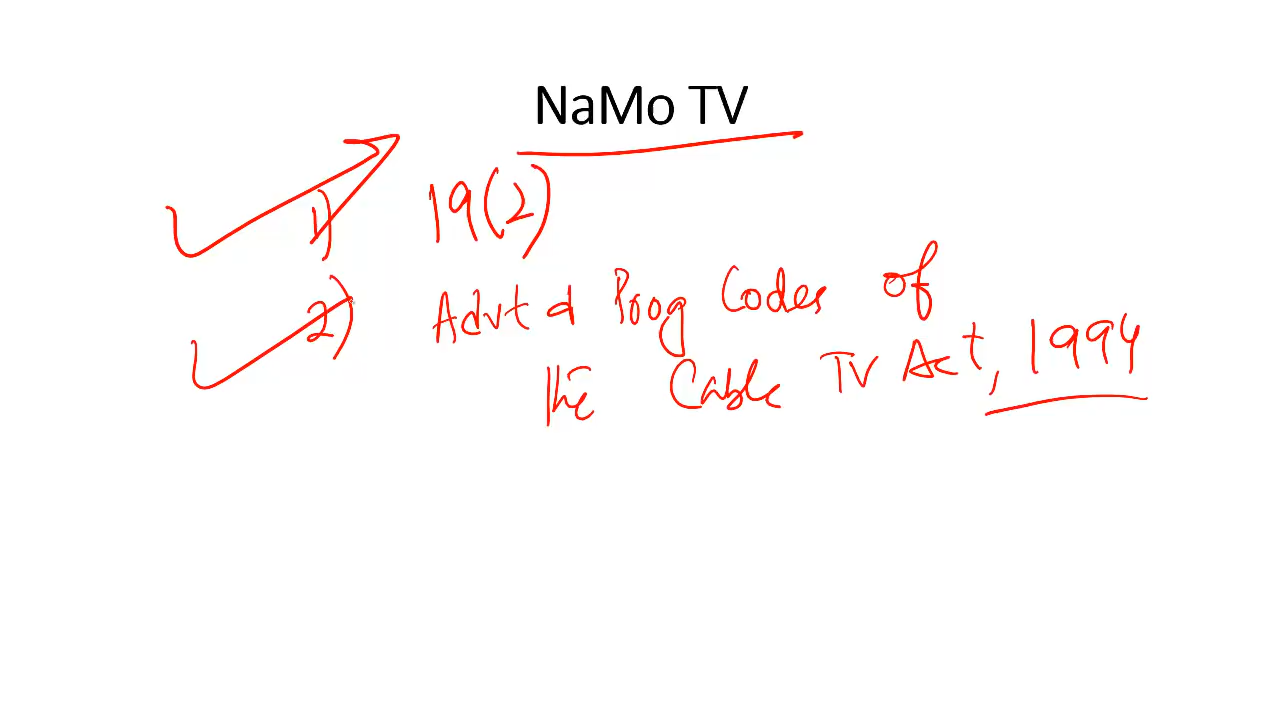 NaMo TV
1) 19(2)
2) Advt & Prog Codes of
the Cable TV Act, 1994